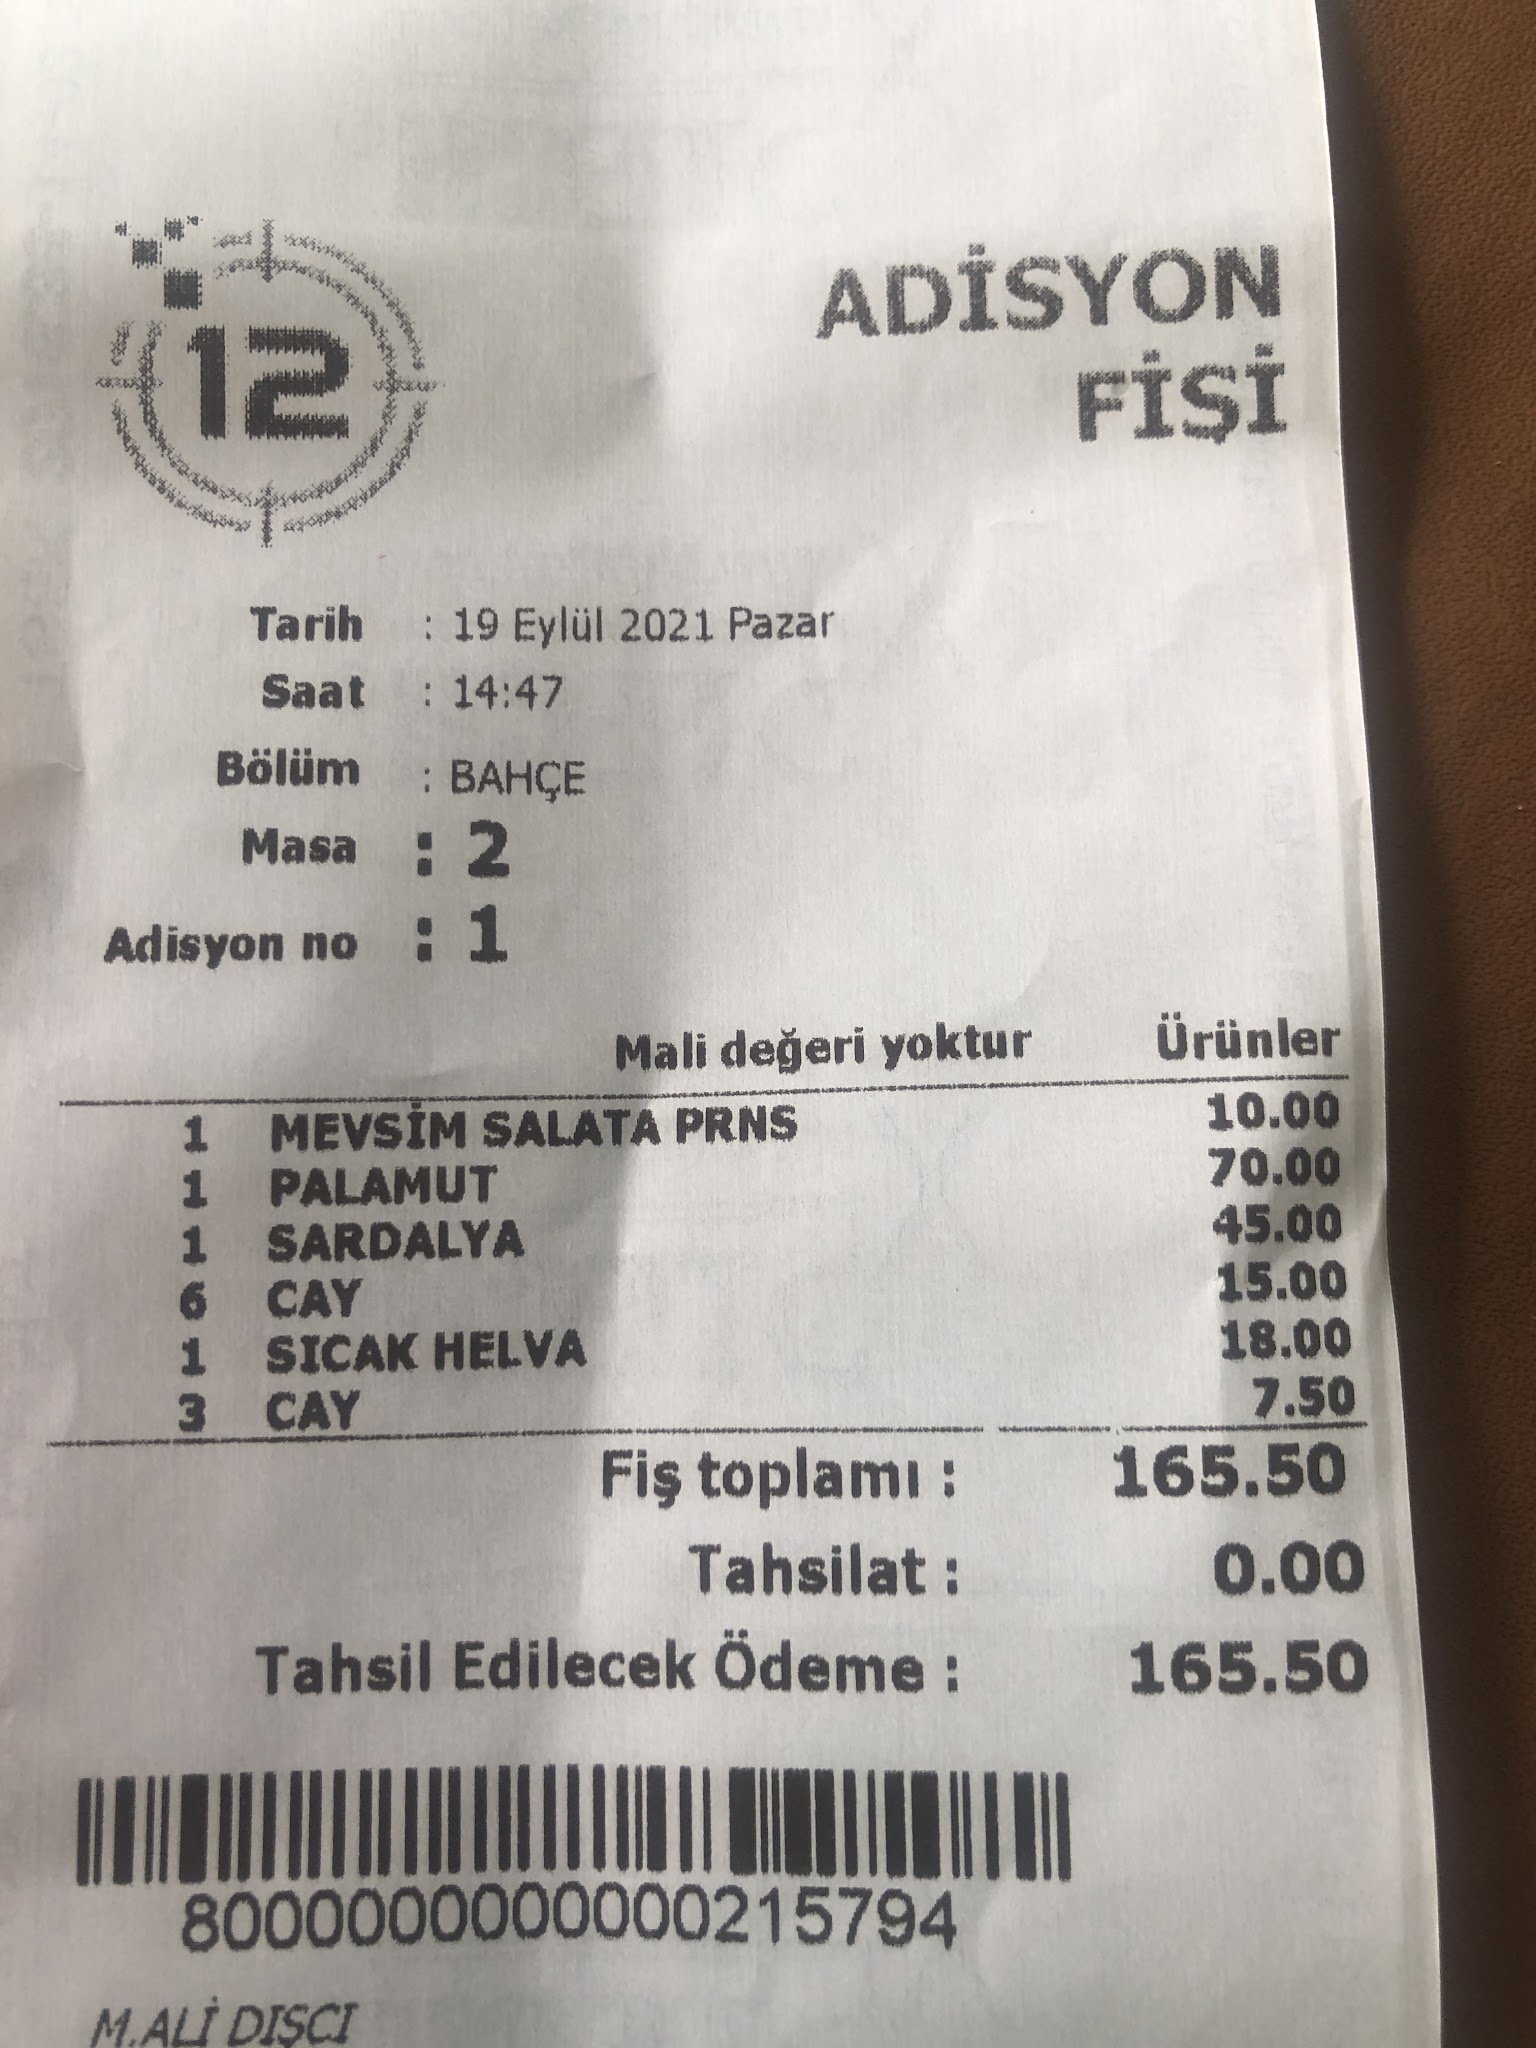 12
ADİSYON
FİŞİ
Tarih : 19 Eylül 2021 Pazar
Saat : 14:47
Bölüm : BAHÇE
Masa : 2
Adisyon no : 1
Mali değeri yoktur Ürünler
1 MEVSİM SALATA PRNS 10.00
1 PALAMUT 70.00
1 SARDALYA 45.00
6 CAY 15.00
1 SICAK HELVA 18.00
3 CAY 7.50
Fiş toplamı : 165.50
Tahsilat : 0.00
Tahsil Edilecek Ödeme : 165.50
8000000000000215794
M.ALİ DIŞCI